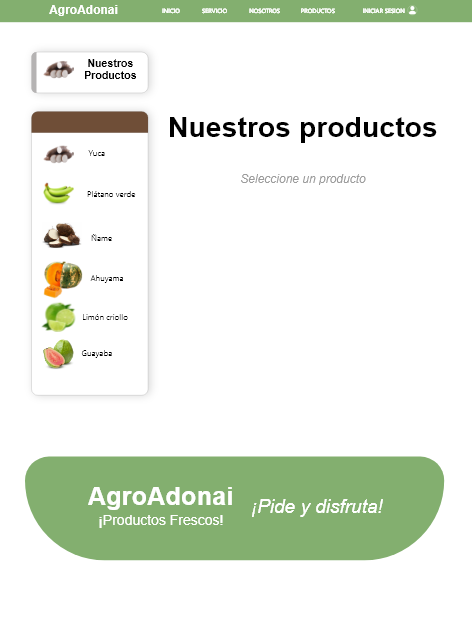 AgroAdonai INICIO SERVICIO NOSOTROS PRODUCTOS INICIAR SESION
Nuestros
Productos
Nuestros productos
Seleccione un producto
Yuca
Plátano verde
Ñame
Ahuyama
Limón criollo
Guayaba
AgroAdonai
¡Productos Frescos!
¡Pide y disfruta!